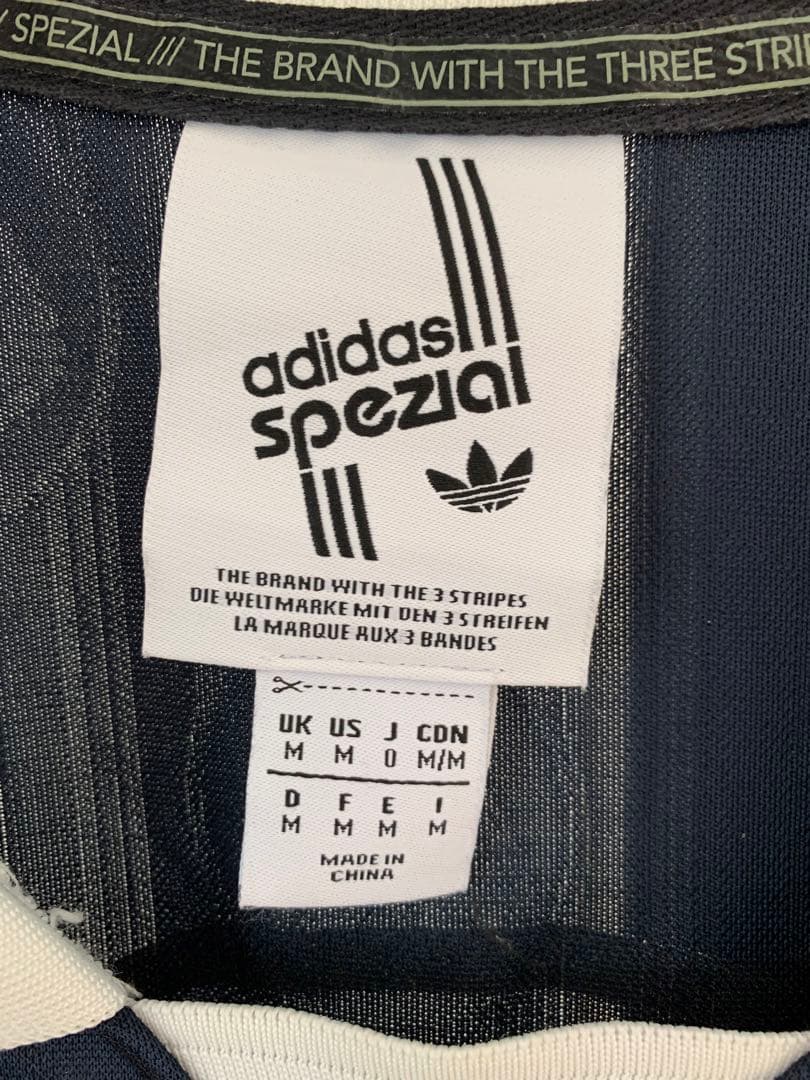 / SPEZIAL /// THE BRAND WITH THE THREE STRI
adidas
spezial
THE BRAND WITH THE 3 STRIPES
DIE WELTMARKE MIT DEN 3 STREIFEN
LA MARQUE AUX 3 BANDES
UK US J CDN
M M O M/M
D F E I
M M M M
MADE IN
CHINA